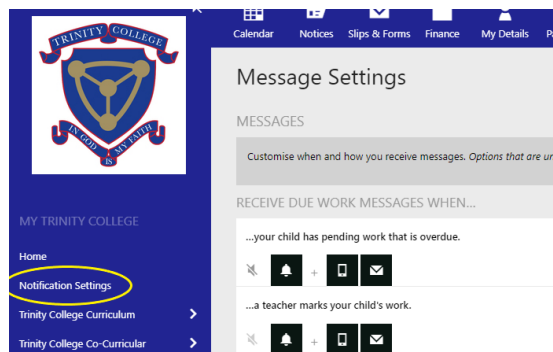 TRINITY COLLEGE
IN GOD IS MY FAITH
MY TRINITY COLLEGE
Home
Notification Settings
Trinity College Curriculum
Trinity College Co-Curricular
Calendar
Notices
Slips & Forms
Finance
My Details
Message Settings
MESSAGES
Customise when and how you receive messages. Options that are
RECEIVE DUE WORK MESSAGES WHEN...
...your child has pending work that is overdue.
+
...a teacher marks your child's work.
+